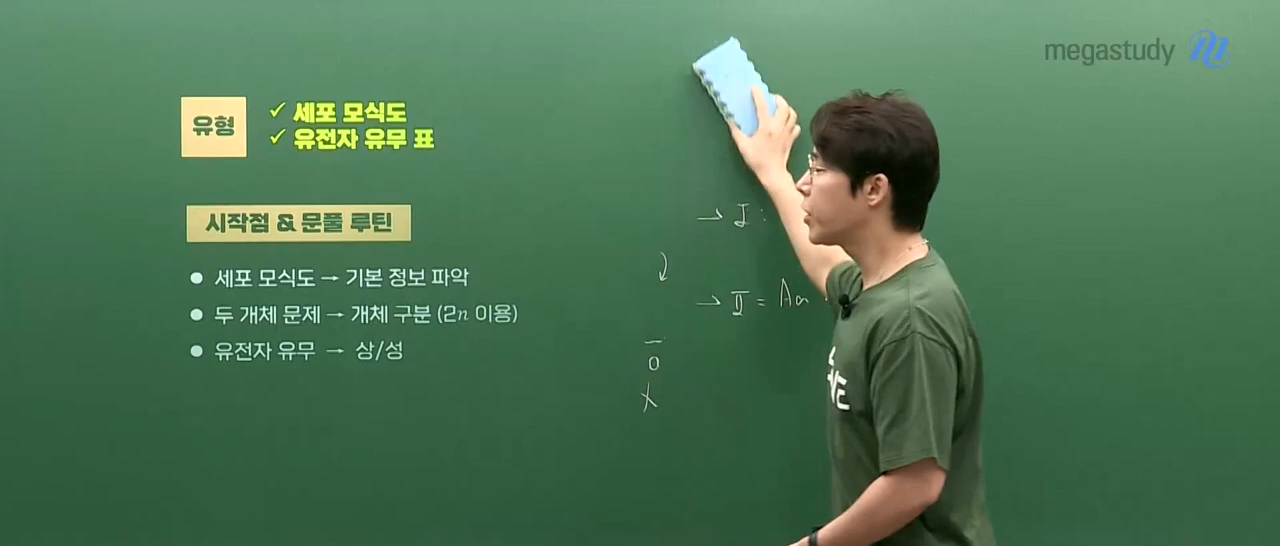 megastudy
유형
✓ 세포 모식도
✓ 유전자 유무 표
시작점 & 문풀 루틴
● 세포 모식도 → 기본 정보 파악
● 두 개체 문제 → 개체 구분 (2n 이용)
● 유전자 유무 → 상/성
→ I :
→ II = Aa